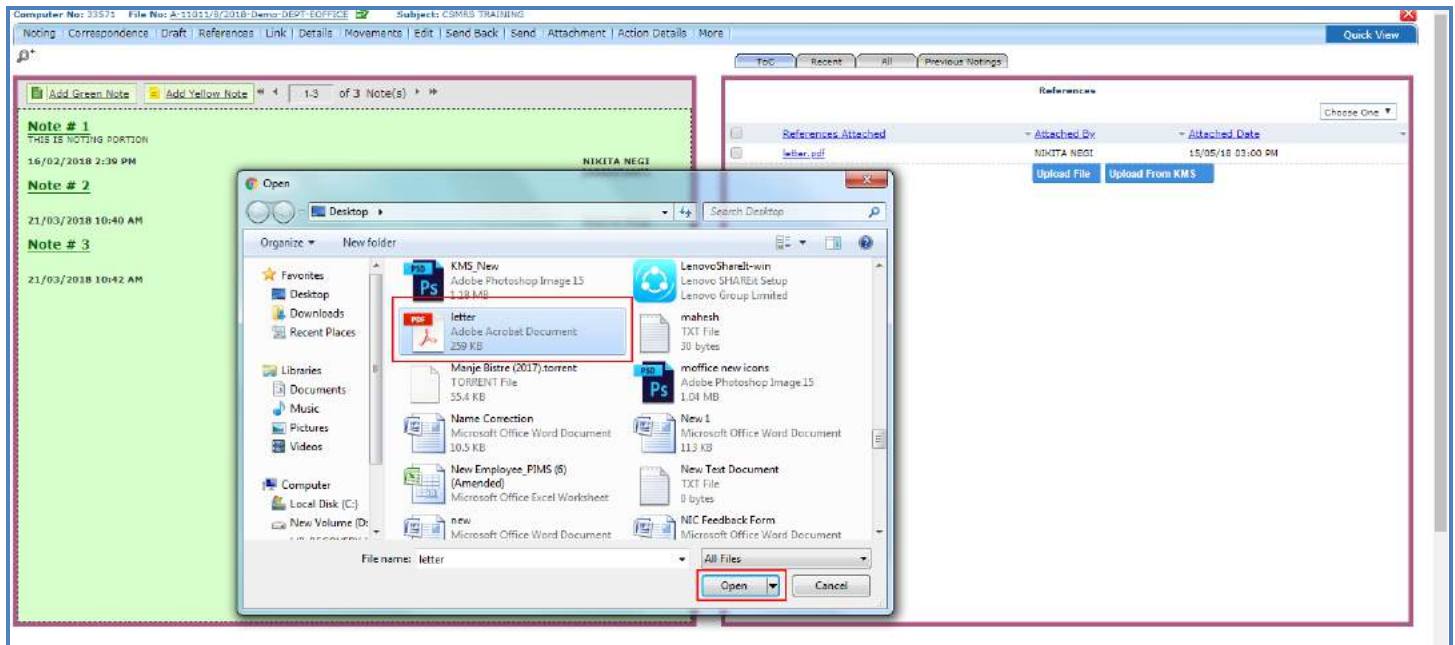 Computer No: 33571 File No: A-11011/8/2018-Demo-DEPT-EOFFICE Subject: CSMRS TRAINING
Noting Correspondence Draft References Link Details Movements Edit Send Back Send Attachment Action Details More Quick View
ToC Recent All Previous Notings
Add Green Note Add Yellow Note 1-3 of 3 Note(s)
Note # 1
THIS IS NOTING PORTION
16/02/2018 2:39 PM NIKITA NEGI
Note # 2
21/03/2018 10:40 AM
Note # 3
21/03/2018 10:42 AM
References
Choose One
References Attached Attached By Attached Date
letter.pdf NIKITA NEGI 15/05/18 03:00 PM
Upload File Upload From KMS
Open
Desktop Search Desktop
Organize New folder
Favorites
Desktop
Downloads
Recent Places
Libraries
Documents
Music
Pictures
Videos
Computer
Local Disk (C:)
New Volume (D:
KMS_New
Adobe Photoshop Image 15
1.18 MB
LenovoShareIt-win
Lenovo SHAREit Setup
Lenovo Group Limited
letter
Adobe Acrobat Document
259 KB
mahesh
TXT File
30 bytes
Manje Bistre (2017).torrent
TORRENT File
55.4 KB
moffice new icons
Adobe Photoshop Image 15
1.04 MB
Name Correction
Microsoft Office Word Document
10.5 KB
New 1
Microsoft Office Word Document
113 KB
New Employee_PIMS (6)
(Amended)
Microsoft Office Excel Worksheet
New Text Document
TXT File
0 bytes
new
Microsoft Office Word Document
NIC Feedback Form
Microsoft Office Word Document
File name: letter All Files
Open Cancel